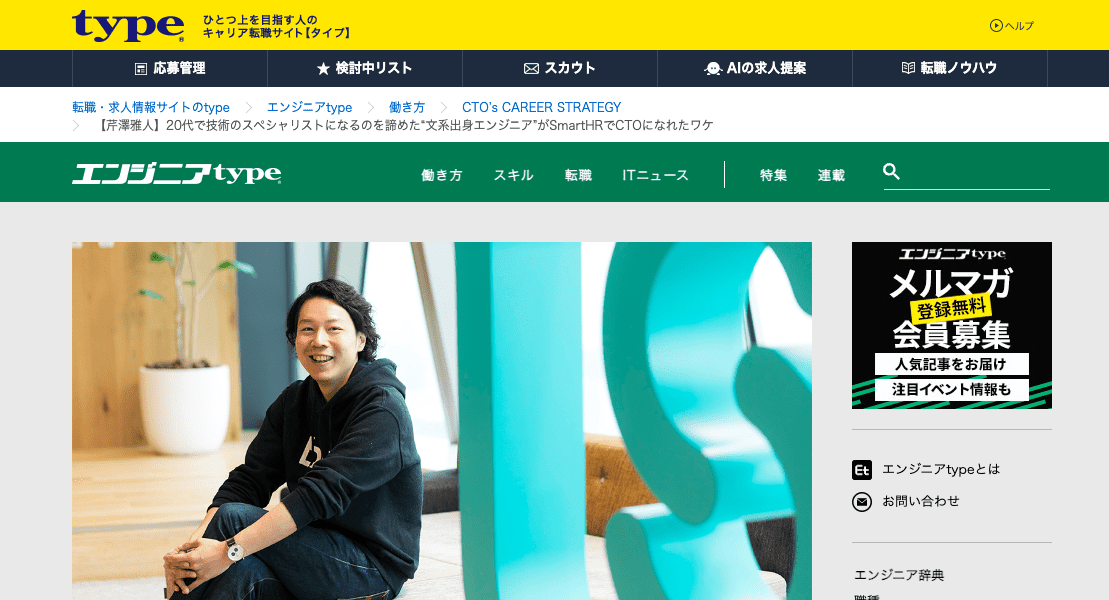 type
ひとつ上を目指す人の
キャリア転職サイト【タイプ】
ヘルプ
応募管理
検討中リスト
スカウト
AIの求人提案
転職ノウハウ
転職・求人情報サイトのtype
エンジニアtype
働き方
CTO's CAREER STRATEGY
【芹澤雅人】20代で技術のスペシャリストになるのを諦めた“文系出身エンジニア”がSmartHRでCTOになれたワケ
エンジニアtype
働き方
スキル
転職
ITニュース
特集
連載
エンジニアtype
メルマガ
登録無料
会員募集
人気記事をお届け
注目イベント情報も
Et エンジニアtypeとは
お問い合わせ
エンジニア辞典
職種